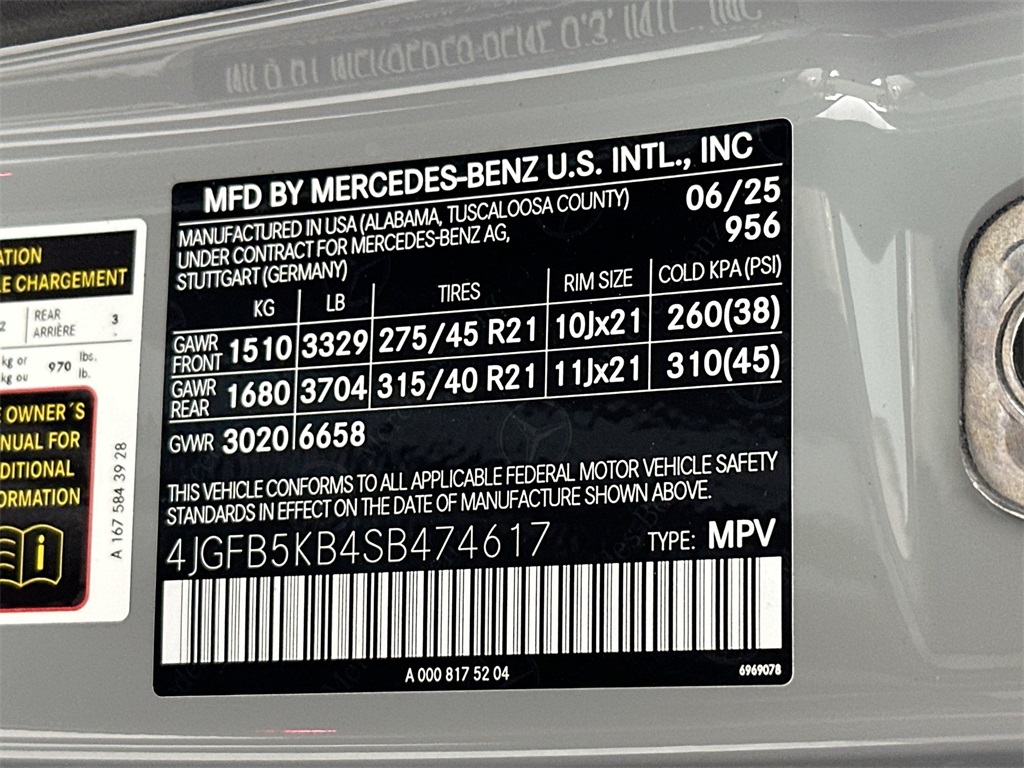 MFD BY MERCEDES-BENZ U.S. INTL., INC
MANUFACTURED IN USA (ALABAMA, TUSCALOOSA COUNTY) 06/25
UNDER CONTRACT FOR MERCEDES-BENZ AG, 956
STUTTGART (GERMANY)
KG LB TIRES RIM SIZE COLD KPA (PSI)
GAWR FRONT 1510 3329 275/45 R21 10Jx21 260(38)
GAWR REAR 1680 3704 315/40 R21 11Jx21 310(45)
GVWR 3020 6658
THIS VEHICLE CONFORMS TO ALL APPLICABLE FEDERAL MOTOR VEHICLE SAFETY
STANDARDS IN EFFECT ON THE DATE OF MANUFACTURE SHOWN ABOVE.
4JGFB5KB4SB474617 TYPE: MPV
A 000 817 52 04 6969078
CHARGEMENT
REAR 3
ARRIÈRE -
kg or 970 lbs.
kg ou lb.
OWNER´S
FOR
A 167 584 39 28